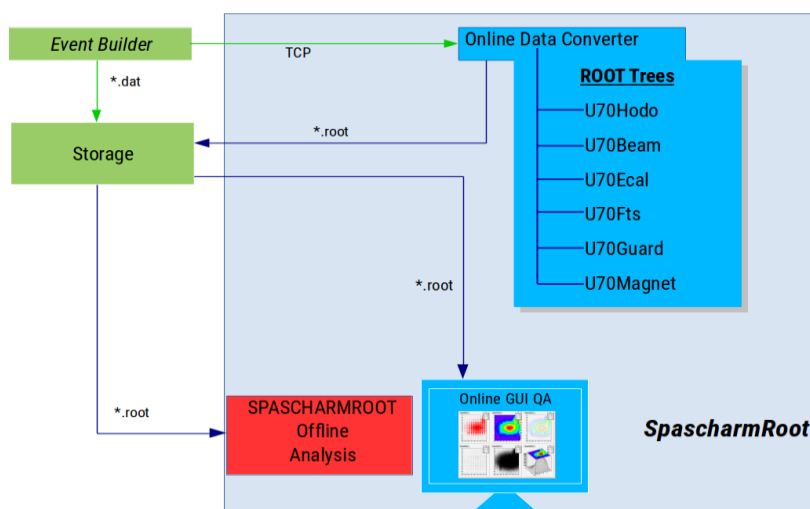 Event Builder
TCP
Online Data Converter
*.dat
ROOT Trees
U70Hodo
*.root
Storage
U70Beam
U70Ecal
U70Fts
U70Guard
U70Magnet
*.root
*.root
SPASCHARMROOT
Offline
Analysis
Online GUI QA
SpascharmRoot